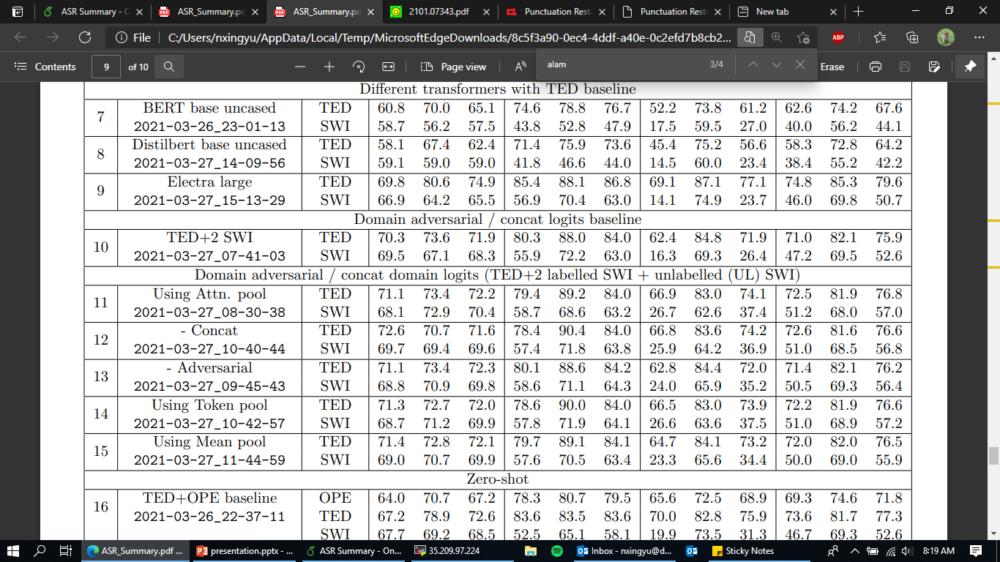 ASR Summary - O
ASR_Summary.pd
ASR_Summary.pd
2101.07343.pdf
Punctuation Rest
Punctuation Rest
New tab
File C:/Users/nxingyu/AppData/Local/Temp/MicrosoftEdgeDownloads/8c5f3a90-0ec4-4ddf-a40e-0c2efd7b8cb2... ABP
Contents 9 of 10 Page view alam 3/4 Erase
Different transformers with TED baseline
7 BERT base uncased TED 60.8 70.0 65.1 74.6 78.8 76.7 52.2 73.8 61.2 62.6 74.2 67.6
2021-03-26_23-01-13 SWI 58.7 56.2 57.5 43.8 52.8 47.9 17.5 59.5 27.0 40.0 56.2 44.1
8 Distilbert base uncased TED 58.1 67.4 62.4 71.4 75.9 73.6 45.4 75.2 56.6 58.3 72.8 64.2
2021-03-27_14-09-56 SWI 59.1 59.0 59.0 41.8 46.6 44.0 14.5 60.0 23.4 38.4 55.2 42.2
9 Electra large TED 69.8 80.6 74.9 85.4 88.1 86.8 69.1 87.1 77.1 74.8 85.3 79.6
2021-03-27_15-13-29 SWI 66.9 64.2 65.5 56.9 70.4 63.0 14.1 74.9 23.7 46.0 69.8 50.7
Domain adversarial / concat logits baseline
10 TED+2 SWI TED 70.3 73.6 71.9 80.3 88.0 84.0 62.4 84.8 71.9 71.0 82.1 75.9
2021-03-27_07-41-03 SWI 69.5 67.1 68.3 55.9 72.2 63.0 16.3 69.3 26.4 47.2 69.5 52.6
Domain adversarial / concat domain logits (TED+2 labelled SWI + unlabelled (UL) SWI)
11 Using Attn. pool TED 71.1 73.4 72.2 79.4 89.2 84.0 66.9 83.0 74.1 72.5 81.9 76.8
2021-03-27_08-30-38 SWI 68.1 72.9 70.4 58.7 68.6 63.2 26.7 62.6 37.4 51.2 68.0 57.0
12 - Concat TED 72.6 70.7 71.6 78.4 90.4 84.0 66.8 83.6 74.2 72.6 81.6 76.6
2021-03-27_10-40-44 SWI 69.7 69.4 69.6 57.4 71.8 63.8 25.9 64.2 36.9 51.0 68.5 56.8
13 - Adversarial TED 71.1 73.4 72.3 80.1 88.6 84.2 62.8 84.4 72.0 71.4 82.1 76.2
2021-03-27_09-45-43 SWI 68.8 70.9 69.8 58.6 71.1 64.3 24.0 65.9 35.2 50.5 69.3 56.4
14 Using Token pool TED 71.3 72.7 72.0 78.6 90.0 84.0 66.5 83.0 73.9 72.2 81.9 76.6
2021-03-27_10-42-57 SWI 68.7 71.2 69.9 57.8 71.9 64.1 26.6 63.6 37.5 51.0 68.9 57.2
15 Using Mean pool TED 71.4 72.8 72.1 79.7 89.1 84.1 64.7 84.1 73.2 72.0 82.0 76.5
2021-03-27_11-44-59 SWI 69.0 70.7 69.9 57.6 70.5 63.4 23.3 65.6 34.4 50.0 69.0 55.9
Zero-shot
16 TED+OPE baseline OPE 64.0 70.7 67.2 78.3 80.7 79.5 65.6 72.5 68.9 69.3 74.6 71.8
2021-03-26_22-37-11 TED 67.2 78.9 72.6 83.6 83.5 83.6 70.0 82.8 75.9 73.6 81.7 77.3
SWI 67.7 69.2 68.5 52.5 65.1 58.1 19.9 73.5 31.3 46.7 69.3 52.6
ASR_Summary.pdf ... presentation.pptx - ... ASR Summary - On... 35.209.97.224 Inbox - nxingyu@d... Sticky Notes 8:19 AM